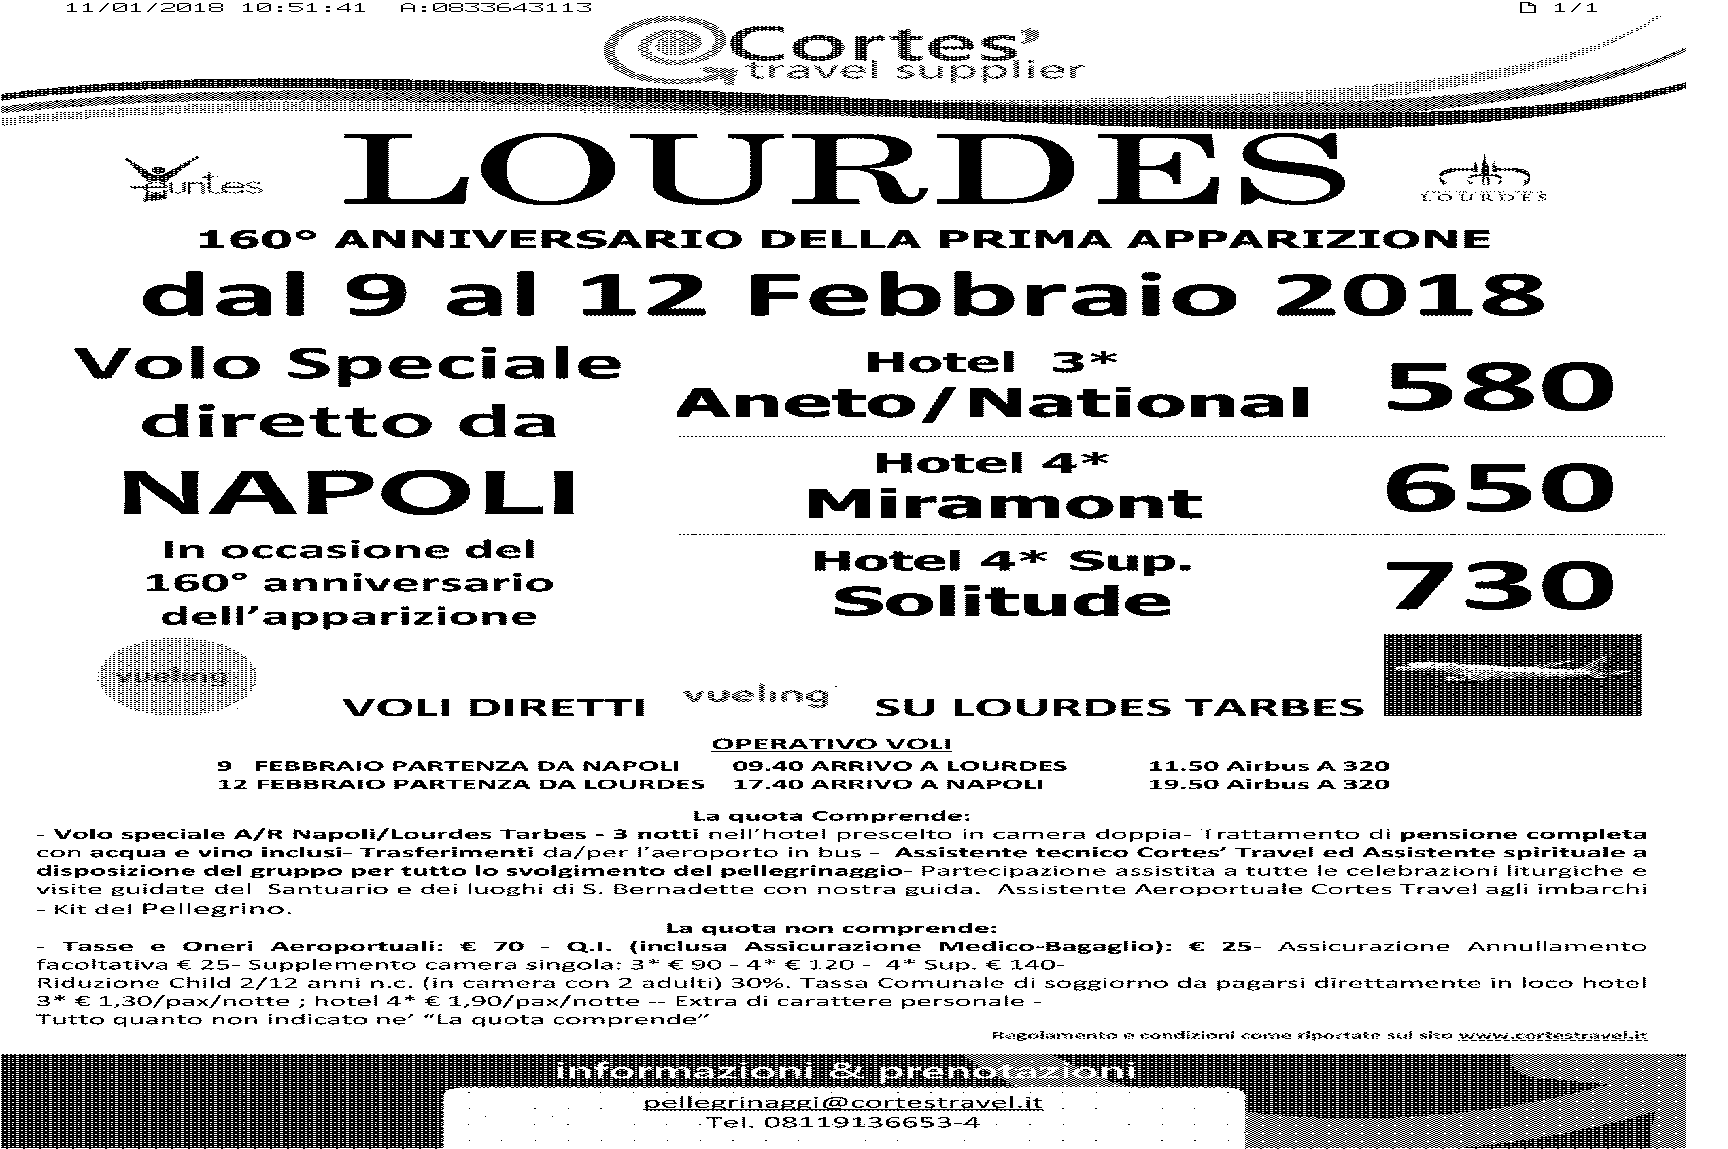 11/01/2018 10:51:41 A:0833643113 1/1
Cortes'
travel supplier
LOURDES
LOURDES
160° ANNIVERSARIO DELLA PRIMA APPARIZIONE
dal 9 al 12 Febbraio 2018
Volo Speciale
diretto da
NAPOLI
In occasione del
160° anniversario
dell'apparizione
Hotel 3*
Aneto/National 580
Hotel 4*
Miramont 650
Hotel 4* Sup.
Solitude 730
vueling
VOLI DIRETTI vueling SU LOURDES TARBES
OPERATIVO VOLI
9 FEBBRAIO PARTENZA DA NAPOLI 09.40 ARRIVO A LOURDES 11.50 Airbus A 320
12 FEBBRAIO PARTENZA DA LOURDES 17.40 ARRIVO A NAPOLI 19.50 Airbus A 320
La quota Comprende:
- Volo speciale A/R Napoli/Lourdes Tarbes - 3 notti nell'hotel prescelto in camera doppia- Trattamento di pensione completa
con acqua e vino inclusi- Trasferimenti da/per l'aeroporto in bus - Assistente tecnico Cortes' Travel ed Assistente spirituale a
disposizione del gruppo per tutto lo svolgimento del pellegrinaggio- Partecipazione assistita a tutte le celebrazioni liturgiche e
visite guidate del Santuario e dei luoghi di S. Bernadette con nostra guida. Assistente Aeroportuale Cortes Travel agli imbarchi
- Kit del Pellegrino.
La quota non comprende:
- Tasse e Oneri Aeroportuali: € 70 - Q.I. (inclusa Assicurazione Medico-Bagaglio): € 25- Assicurazione Annullamento
facoltativa € 25- Supplemento camera singola: 3* € 90 - 4* € 120 - 4* Sup. € 140-
Riduzione Child 2/12 anni n.c. (in camera con 2 adulti) 30%. Tassa Comunale di soggiorno da pagarsi direttamente in loco hotel
3* € 1,30/pax/notte ; hotel 4* € 1,90/pax/notte -- Extra di carattere personale -
Tutto quanto non indicato ne' "La quota comprende"
Regolamento e condizioni come riportate sul sito www.cortestravel.it
informazioni & prenotazioni
pellegrinaggi@cortestravel.it
Tel. 08119136653-4